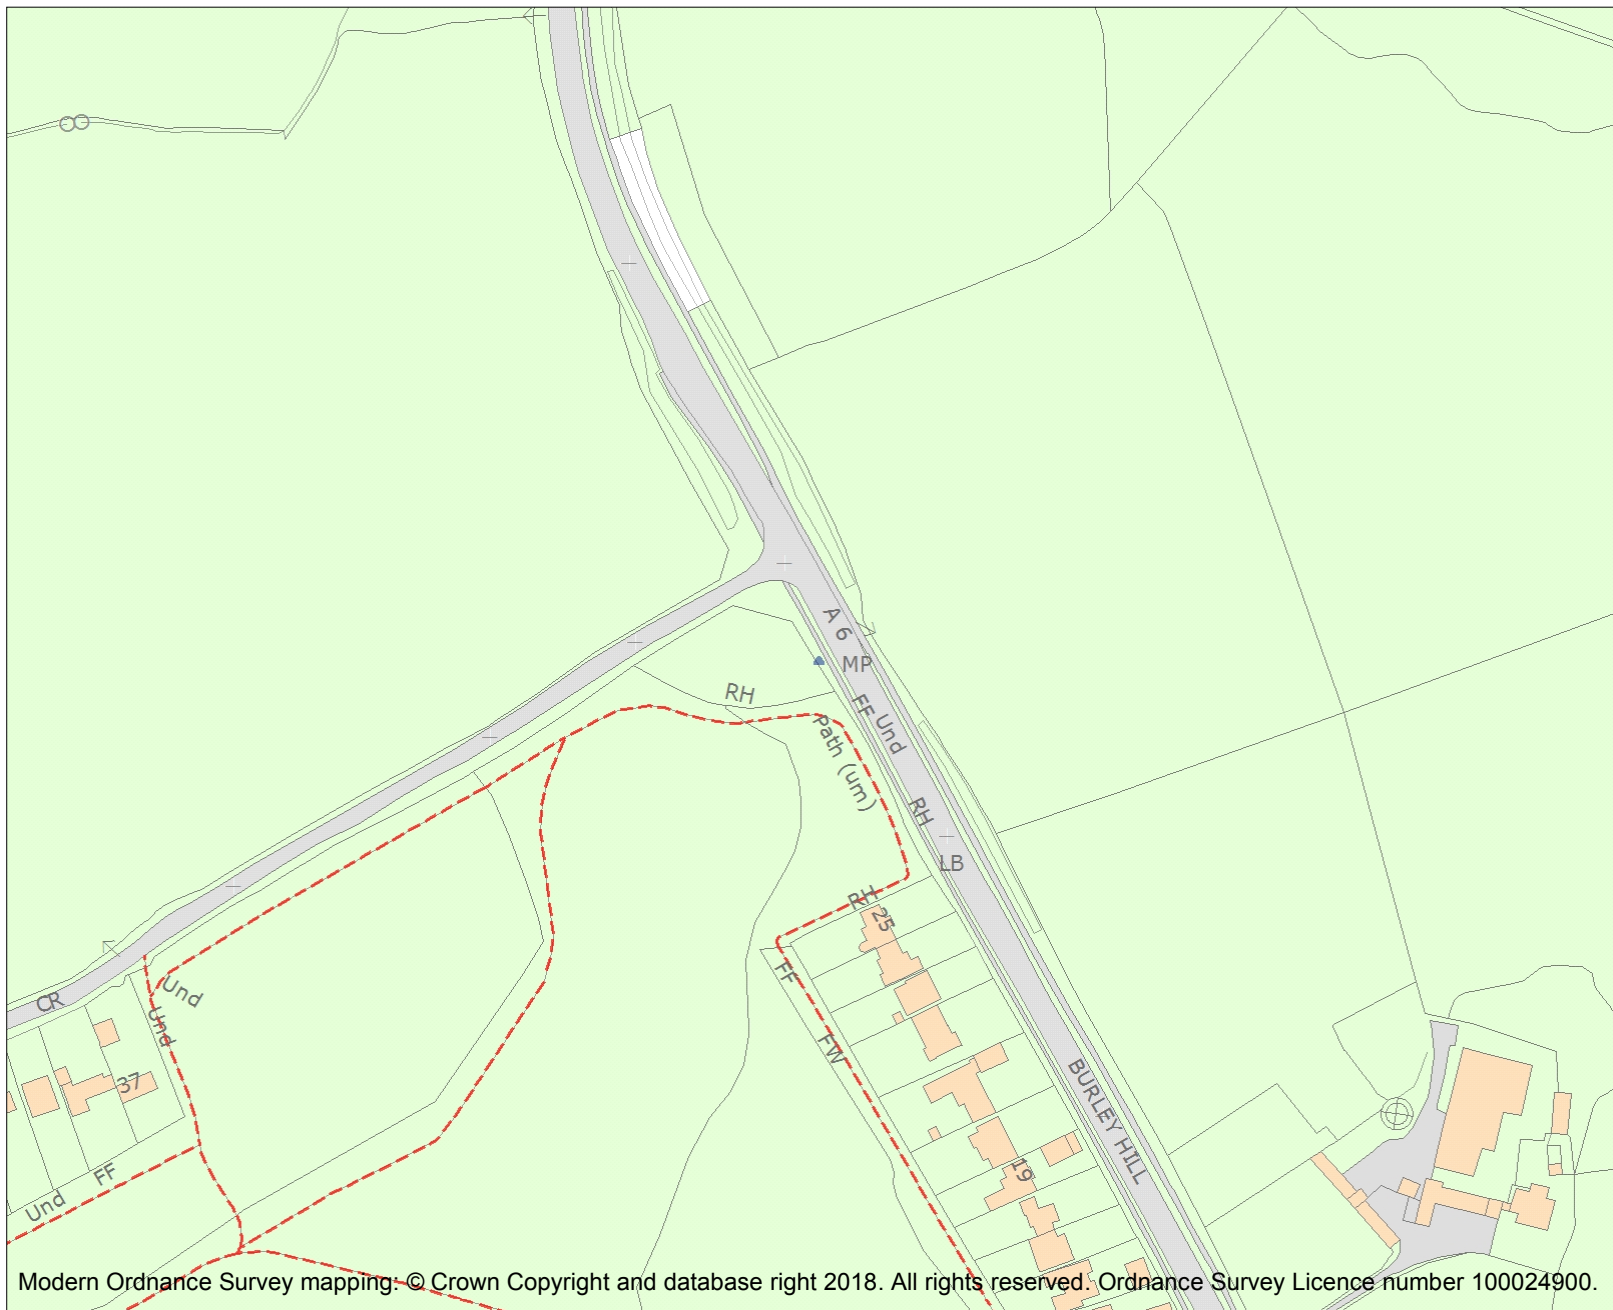 A 6
MP
RH
FF
Und
Path (um)
RH
LB
RH
25
FF
Und
CR
Und
FW
BURLEY HILL
37
19
FF
Und
Modern Ordnance Survey mapping: © Crown Copyright and database right 2018. All rights reserved. Ordnance Survey Licence number 100024900.